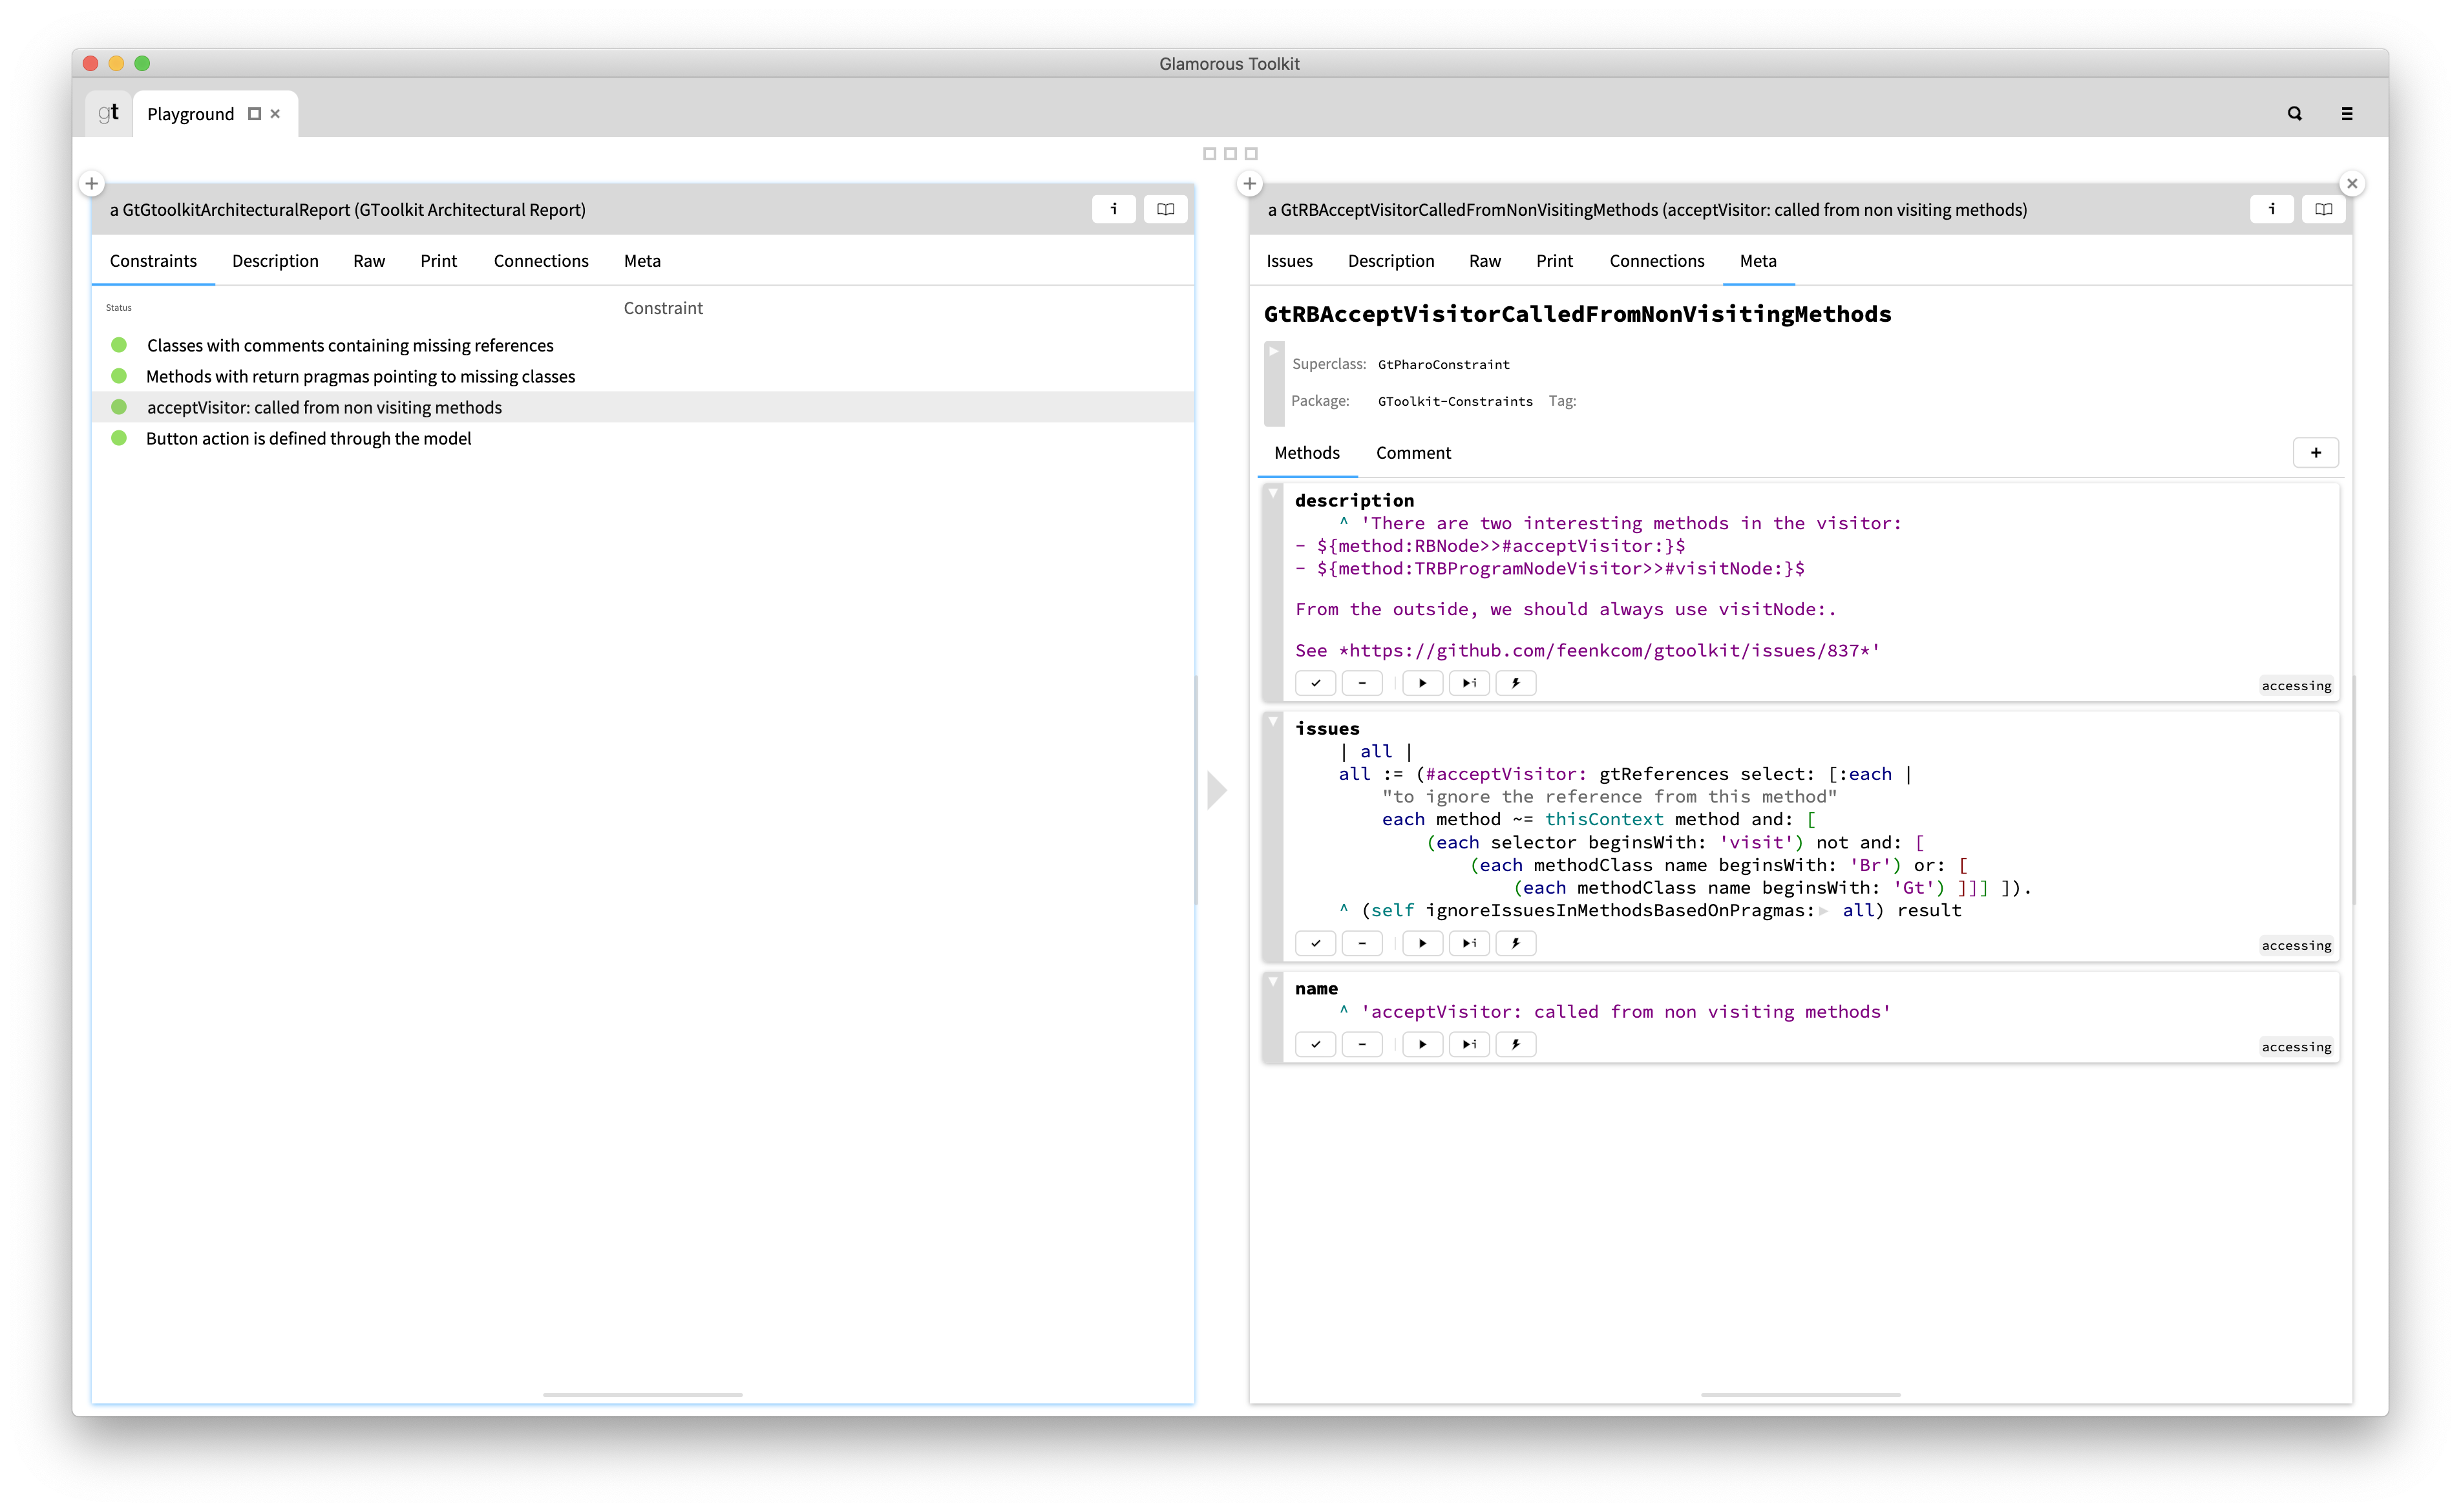 Glamorous Toolkit
gt
Playground
a GtGtoolkitArchitecturalReport (GToolkit Architectural Report)
i
Constraints Description Raw Print Connections Meta
Status Constraint
Classes with comments containing missing references
Methods with return pragmas pointing to missing classes
acceptVisitor: called from non visiting methods
Button action is defined through the model
a GtRBAcceptVisitorCalledFromNonVisitingMethods (acceptVisitor: called from non visiting methods)
i
Issues Description Raw Print Connections Meta
GtRBAcceptVisitorCalledFromNonVisitingMethods
Superclass: GtPharoConstraint
Package: GToolkit-Constraints Tag:
Methods Comment
+
description
^ 'There are two interesting methods in the visitor:
- ${method:RBNode>>#acceptVisitor:}$
- ${method:TRBProgramNodeVisitor>>#visitNode:}$
From the outside, we should always use visitNode:.
See *https://github.com/feenkcom/gtoolkit/issues/837*'
i
accessing
issues
| all |
all := (#acceptVisitor: gtReferences select: [:each |
"to ignore the reference from this method"
each method ~= thisContext method and: [
(each selector beginsWith: 'visit') not and: [
(each methodClass name beginsWith: 'Br') or: [
(each methodClass name beginsWith: 'Gt') ]]] ]).
^ (self ignoreIssuesInMethodsBasedOnPragmas: all) result
i
accessing
name
^ 'acceptVisitor: called from non visiting methods'
i
accessing